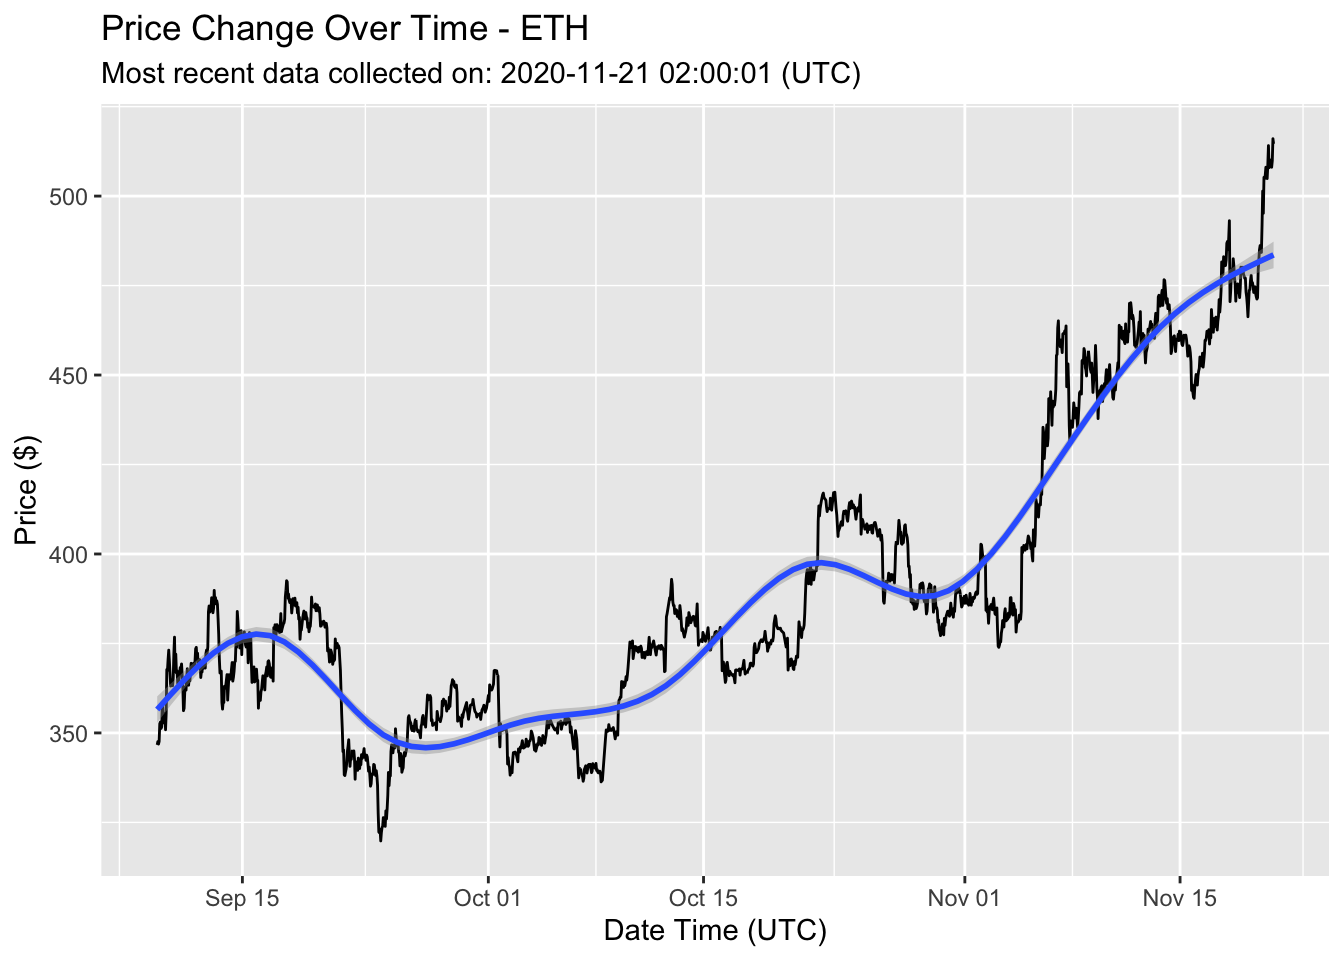 Price Change Over Time - ETH
Most recent data collected on: 2020-11-21 02:00:01 (UTC)
Price ($)
500
450
400
350
Sep 15
Oct 01
Oct 15
Nov 01
Nov 15
Date Time (UTC)